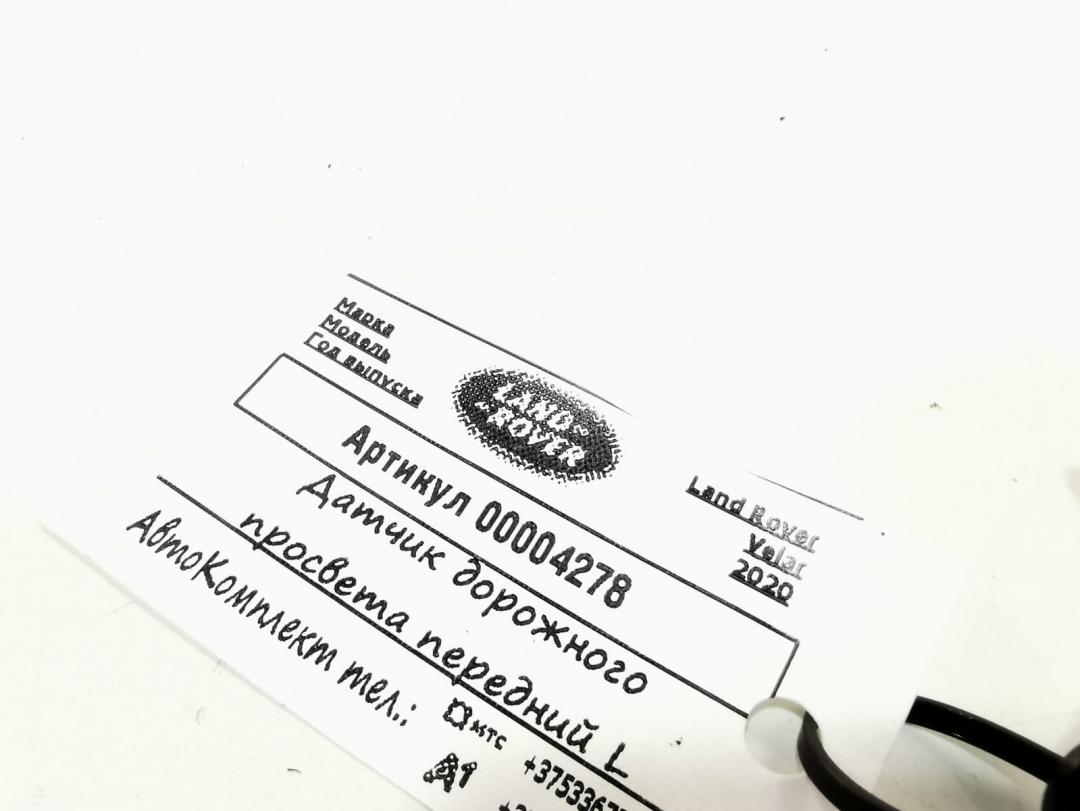 Марка
Модель
Год выпуска
LAND
ROVER
Land Rover
Velar
2020
Артикул 00004278
Датчик дорожного
просвета передний L
АвтоКомплект тел.:
мтс
A1